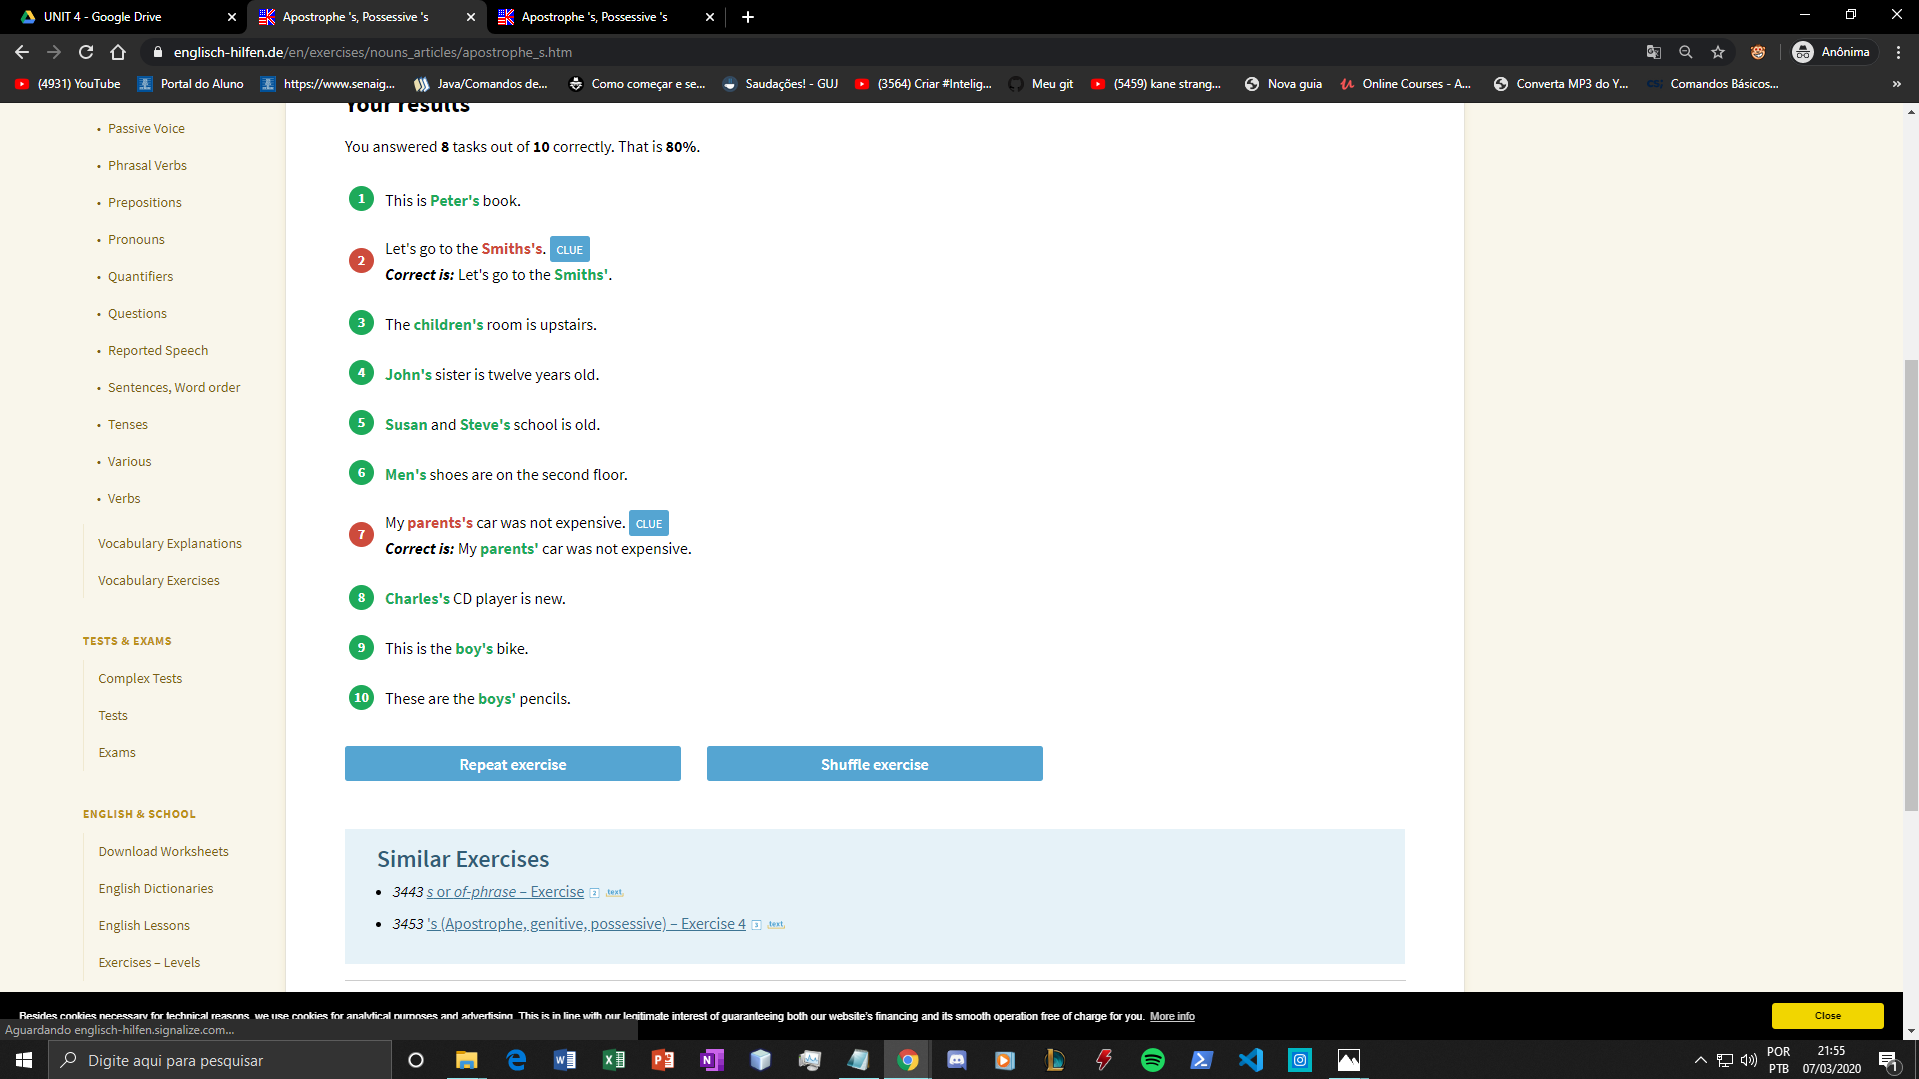 UNIT 4 - Google Drive
Apostrophe 's, Possessive 's
Apostrophe 's, Possessive 's
englisch-hilfen.de/en/exercises/nouns_articles/apostrophe_s.htm
Anônima
(4931) YouTube
Portal do Aluno
https://www.senaig...
Java/Comandos de...
Como começar e se...
Saudações! - GUJ
(3564) Criar #Intelig...
Meu git
(5459) kane strang...
Nova guia
Online Courses - A...
Converta MP3 do Y...
Comandos Básicos...
»
• Passive Voice
• Phrasal Verbs
• Prepositions
• Pronouns
• Quantifiers
• Questions
• Reported Speech
• Sentences, Word order
• Tenses
• Various
• Verbs
Vocabulary Explanations
Vocabulary Exercises
TESTS & EXAMS
Complex Tests
Tests
Exams
ENGLISH & SCHOOL
Download Worksheets
English Dictionaries
English Lessons
Exercises – Levels
Your results
You answered 8 tasks out of 10 correctly. That is 80%.
1 This is Peter's book.
2 Let's go to the Smiths's. CLUE
Correct is: Let's go to the Smiths'.
3 The children's room is upstairs.
4 John's sister is twelve years old.
5 Susan and Steve's school is old.
6 Men's shoes are on the second floor.
7 My parents's car was not expensive. CLUE
Correct is: My parents' car was not expensive.
8 Charles's CD player is new.
9 This is the boy's bike.
10 These are the boys' pencils.
Repeat exercise
Shuffle exercise
Similar Exercises
• 3443 s or of-phrase – Exercise 2 text
• 3453 's (Apostrophe, genitive, possessive) – Exercise 4 3 text
Besides cookies necessary for technical reasons, we use cookies for analytical purposes and advertising. This is in line with our legitimate interest of guaranteeing both our website's financing and its smooth operation free of charge for you. More info
Close
Aguardando englisch-hilfen.signalize.com...
Digite aqui para pesquisar
POR
PTB
21:55
07/03/2020
1